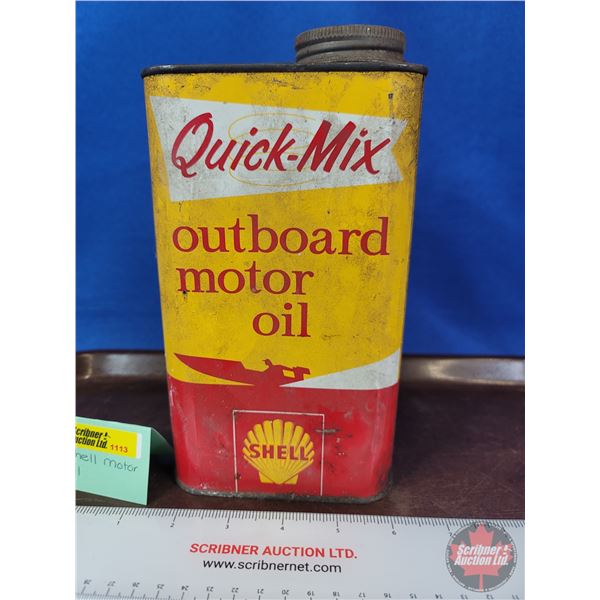 Quick-Mix
outboard
motor
oil
SHELL
Scribner
Auction Ltd. 1113
hell motor
SCRIBNER AUCTION LTD.
www.scribnernet.com
Scribner
Auction Ltd.